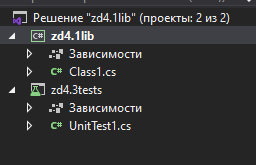 Решение "zd4.1lib" (проекты: 2 из 2)
C# zd4.1lib
Зависимости
C# Class1.cs
zd4.3tests
Зависимости
C# UnitTest1.cs